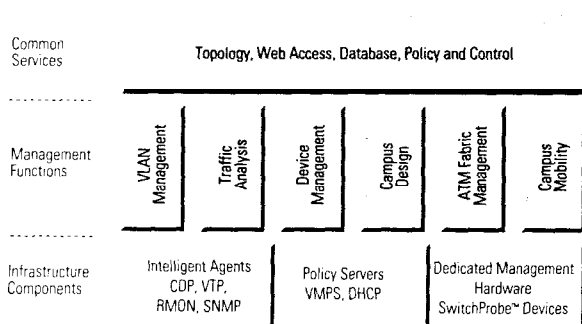 Common
Services
Topology, Web Access, Database, Policy and Control
Management
Functions
VLAN
Management
Traffic
Analysis
Device
Management
Campus
Design
ATM Fabric
Management
Campus
Mobility
Infrastructure
Components
Intelligent Agents
CDP, VTP,
RMON, SNMP
Policy Servers
VMPS, DHCP
Dedicated Management
Hardware
SwitchProbe™ Devices